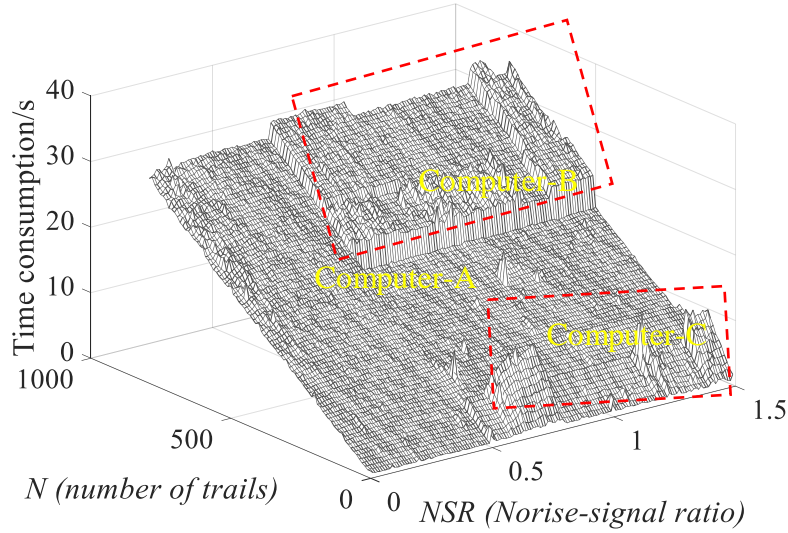 40
30
20
10
0
Time consumption/s
1000
500
0
N (number of trails)
0
0.5
1
1.5
NSR (Norise-signal ratio)
Computer-B
Computer-A
Computer-C